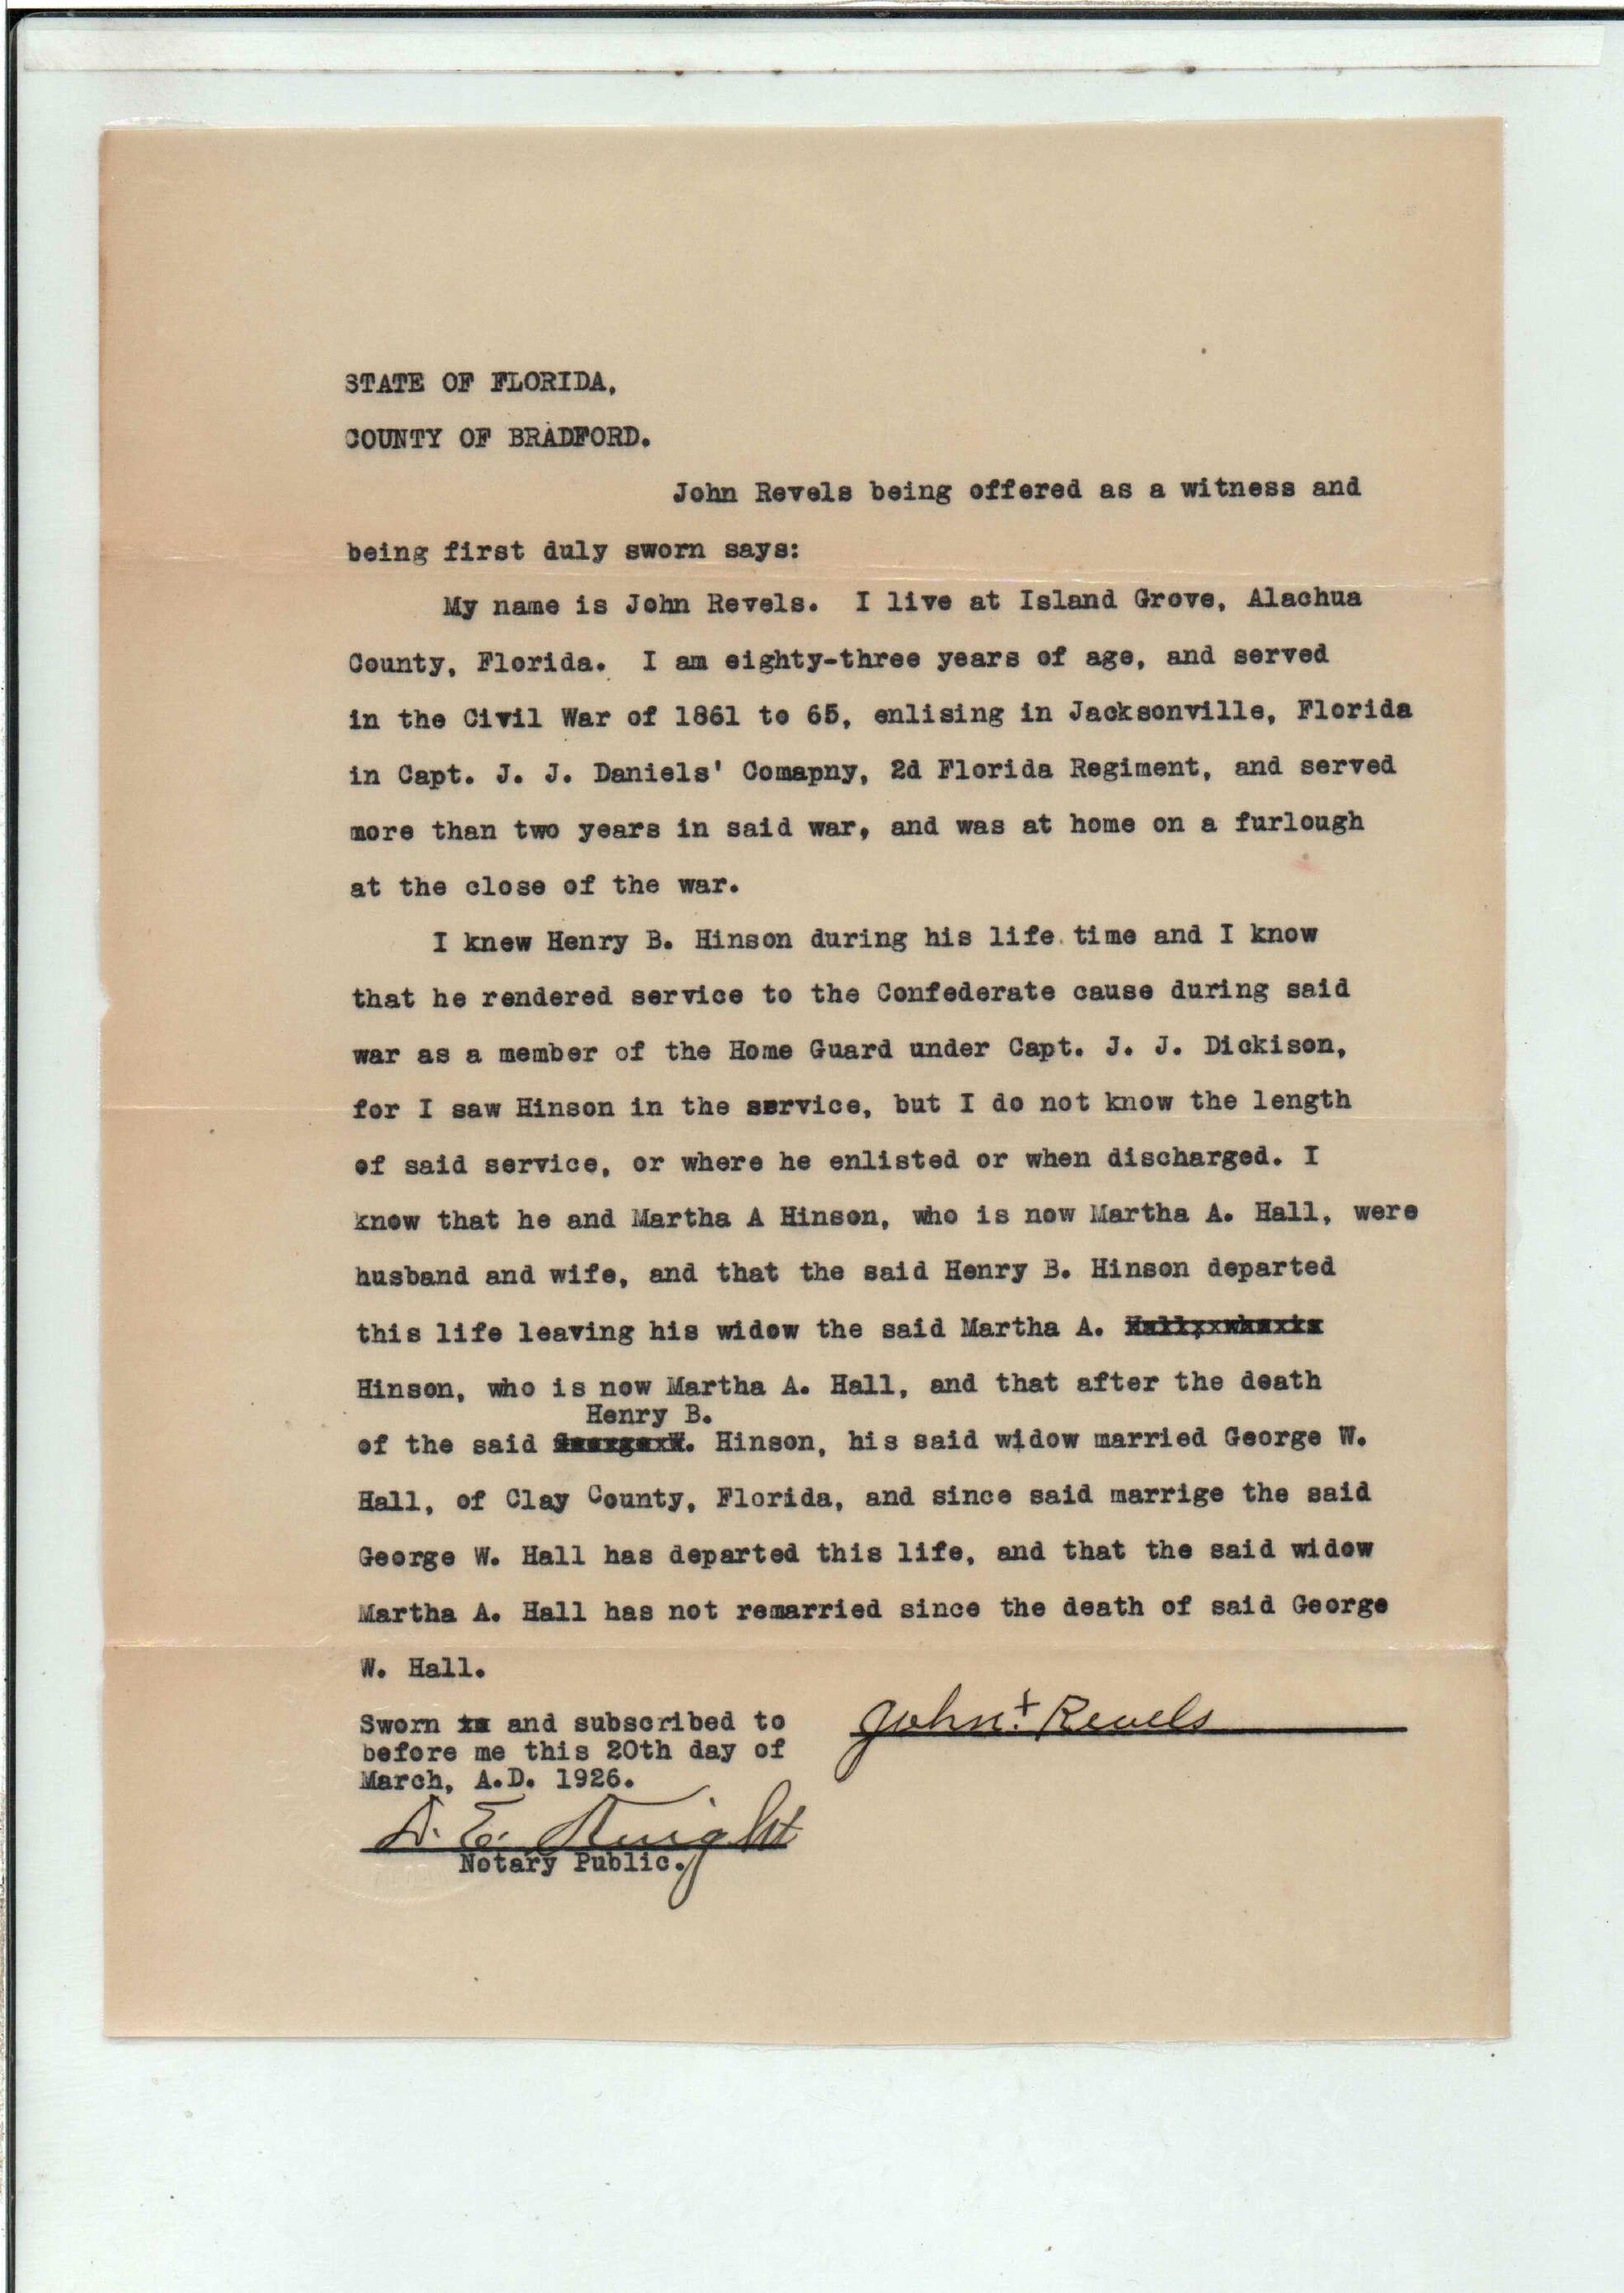 STATE OF FLORIDA,
COUNTY OF BRADFORD.
John Revels being offered as a witness and
being first duly sworn says:
My name is John Revels. I live at Island Grove, Alachua
County, Florida. I am eighty-three years of age, and served
in the Civil War of 1861 to 65, enlising in Jacksonville, Florida
in Capt. J. J. Daniels' Comapny, 2d Florida Regiment, and served
more than two years in said war, and was at home on a furlough
at the close of the war.
I knew Henry B. Hinson during his life time and I know
that he rendered service to the Confederate cause during said
war as a member of the Home Guard under Capt. J. J. Dickison,
for I saw Hinson in the service, but I do not know the length
of said service, or where he enlisted or when discharged. I
know that he and Martha A Hinson, who is now Martha A. Hall, were
husband and wife, and that the said Henry B. Hinson departed
this life leaving his widow the said Martha A.
Hinson, who is now Martha A. Hall, and that after the death
Henry B.
of the said Hinson, his said widow married George W.
Hall, of Clay County, Florida, and since said marrige the said
George W. Hall has departed this life, and that the said widow
Martha A. Hall has not remarried since the death of said George
W. Hall.
Sworn and subscribed to
before me this 20th day of
March, A.D. 1926.
John + Revels
D. E. Knight
Notary Public.